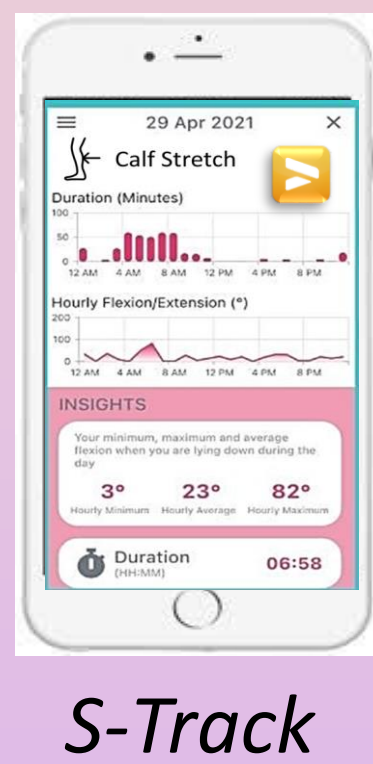 29 Apr 2021
Calf Stretch
Duration (Minutes)
100
50
0
12 AM 4 AM 8 AM 12 PM 4 PM 8 PM
Hourly Flexion/Extension (°)
200
100
0
12 AM 4 AM 8 AM 12 PM 4 PM 8 PM
INSIGHTS
Your minimum, maximum and average
flexion when you are lying down during the
day
3° 23° 82°
Hourly Minimum Hourly Average Hourly Maximum
Duration 06:58
(HH:MM)
S-Track